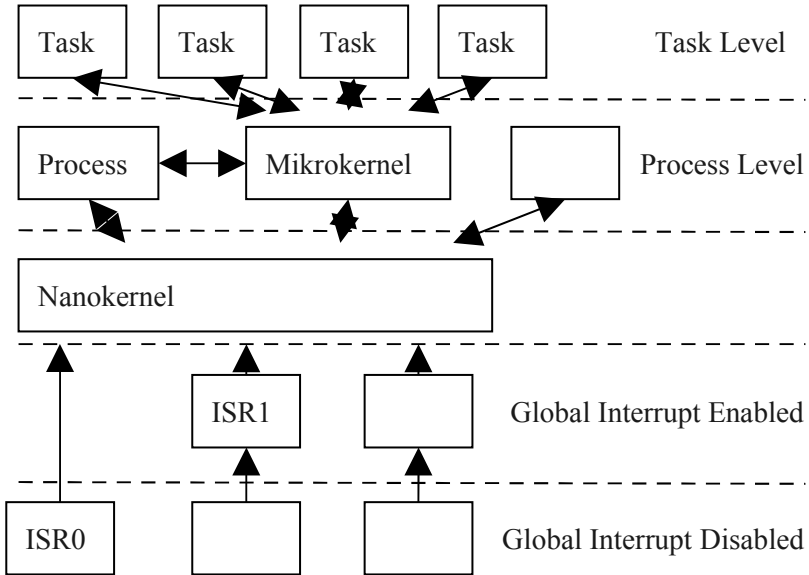 Task Task Task Task Task Level
Process Mikrokernel Process Level
Nanokernel
ISR1 Global Interrupt Enabled
ISR0 Global Interrupt Disabled